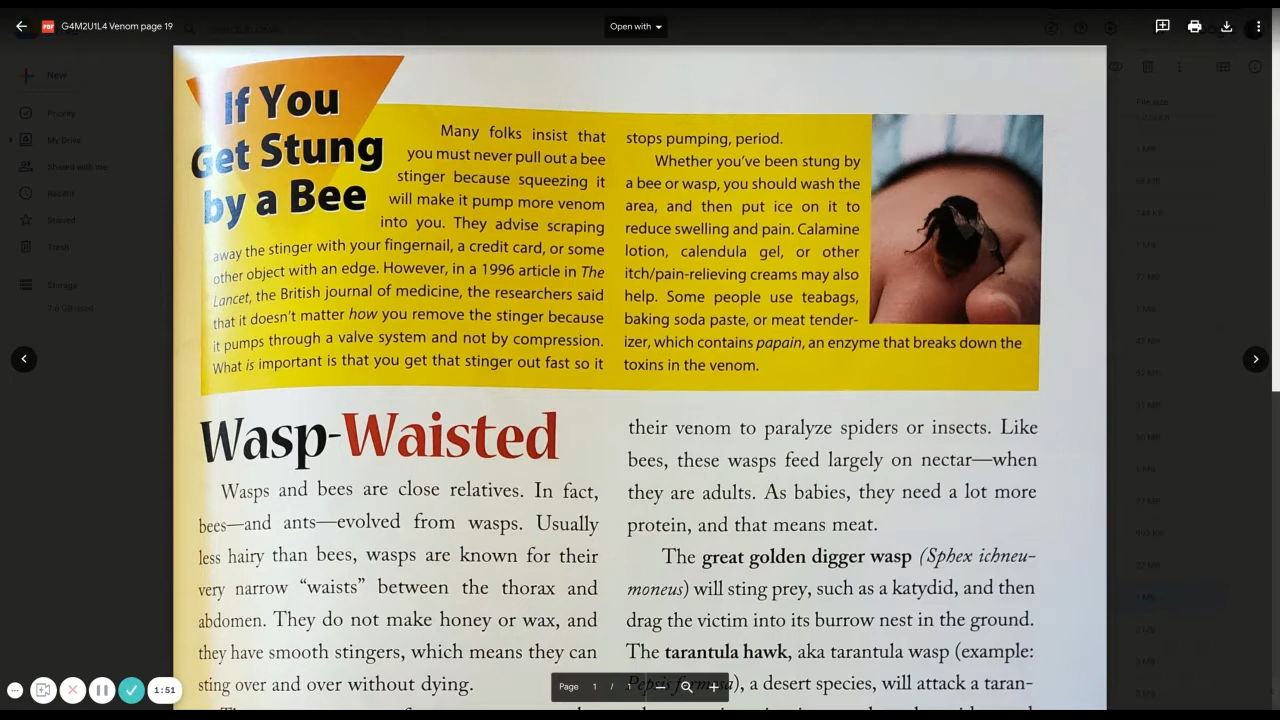 G4M2U1L4 Venom page 19
Open with
New
Priority
My Drive
Shared with me
Recent
Starred
Trash
Storage
File size
If You
Get Stung
by a Bee
Many folks insist that
you must never pull out a bee
stinger because squeezing it
will make it pump more venom
into you. They advise scraping
away the stinger with your fingernail, a credit card, or some
other object with an edge. However, in a 1996 article in The
Lancet, the British journal of medicine, the researchers said
that it doesn't matter how you remove the stinger because
it pumps through a valve system and not by compression.
What is important is that you get that stinger out fast so it
stops pumping, period.
Whether you've been stung by
a bee or wasp, you should wash the
area, and then put ice on it to
reduce swelling and pain. Calamine
lotion, calendula gel, or other
itch/pain-relieving creams may also
help. Some people use teabags,
baking soda paste, or meat tender-
izer, which contains papain, an enzyme that breaks down the
toxins in the venom.
Wasp-Waisted
Wasps and bees are close relatives. In fact,
bees—and ants—evolved from wasps. Usually
less hairy than bees, wasps are known for their
very narrow "waists" between the thorax and
abdomen. They do not make honey or wax, and
they have smooth stingers, which means they can
sting over and over without dying.
their venom to paralyze spiders or insects. Like
bees, these wasps feed largely on nectar—when
they are adults. As babies, they need a lot more
protein, and that means meat.
The great golden digger wasp (Sphex ichneu-
moneus) will sting prey, such as a katydid, and then
drag the victim into its burrow nest in the ground.
The tarantula hawk, aka tarantula wasp (example:
Pepsis formosa), a desert species, will attack a taran-
Page 1 / 1
1:51